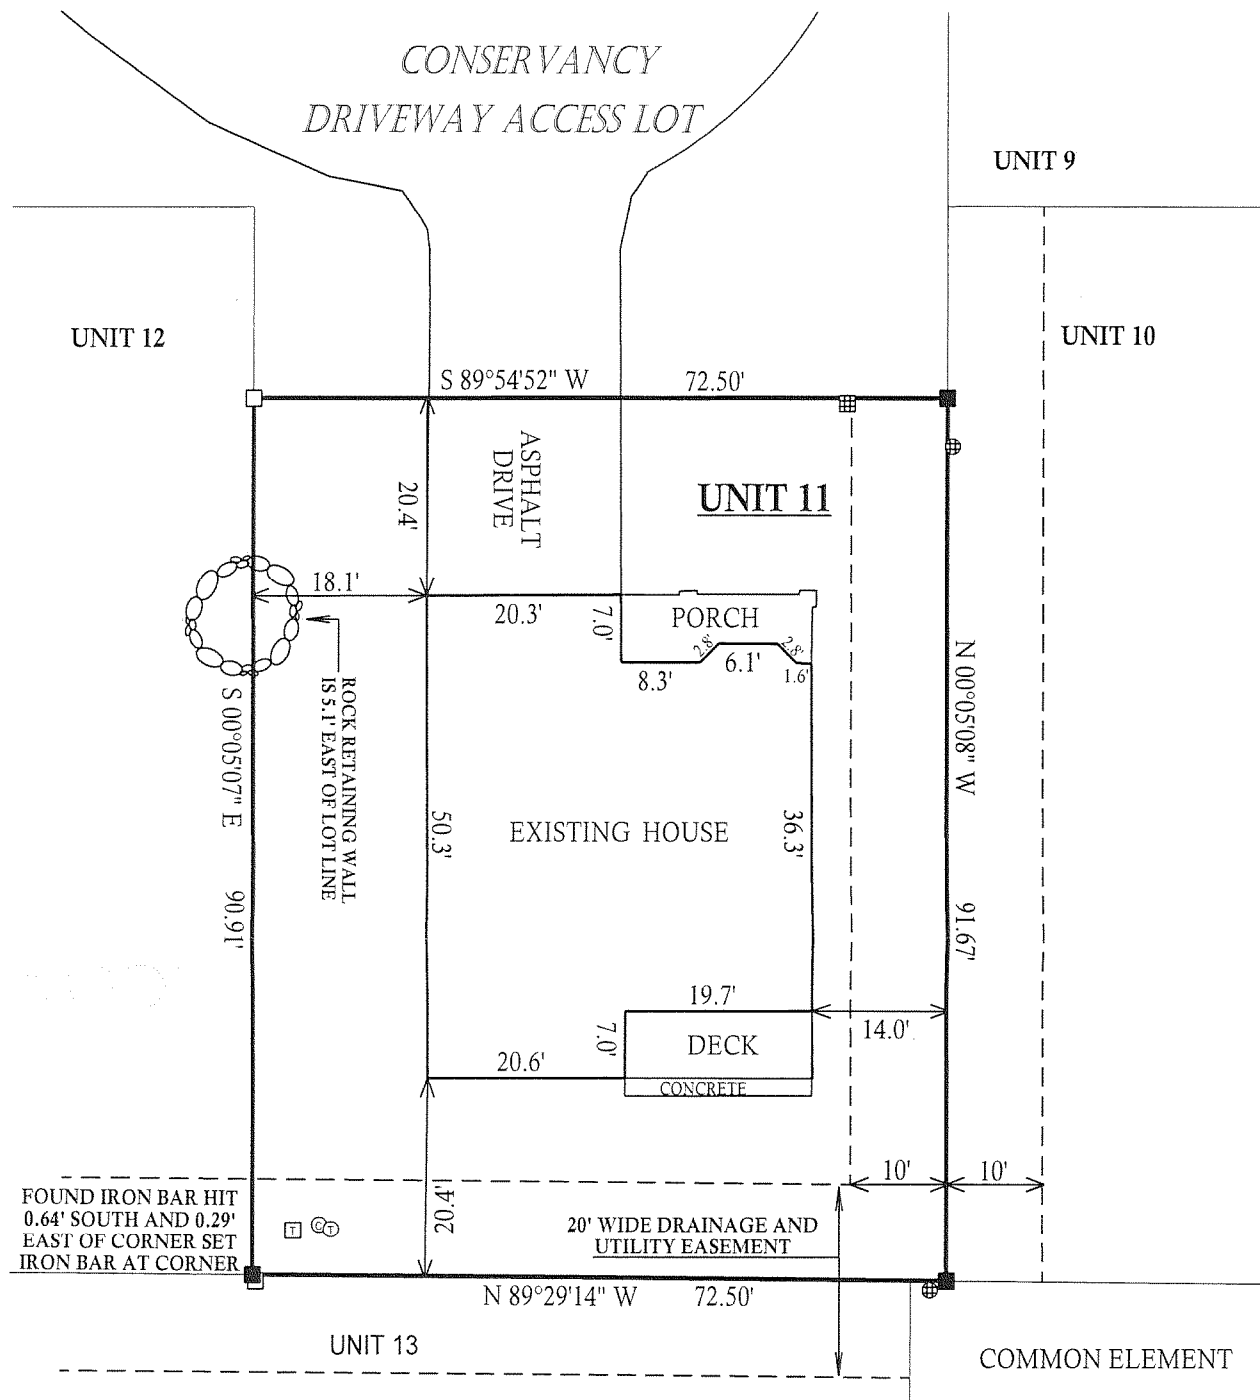 CONSERVANCY
DRIVEWAY ACCESS LOT
UNIT 9
UNIT 12
UNIT 10
S 89°54'52" W 72.50'
ASPHALT
DRIVE
20.4'
UNIT 11
18.1'
20.3'
7.0'
PORCH
2.8'
6.1'
2.8'
8.3'
1.6'
ROCK RETAINING WALL
IS 5.1' EAST OF LOT LINE
S 00°05'07" E 90.91'
N 00°05'08" W 91.67'
50.3'
EXISTING HOUSE
36.3'
19.7'
14.0'
7.0'
DECK
20.6'
CONCRETE
10'
10'
FOUND IRON BAR HIT
0.64' SOUTH AND 0.29'
EAST OF CORNER SET
IRON BAR AT CORNER
T
C T
20.4'
20' WIDE DRAINAGE AND
UTILITY EASEMENT
N 89°29'14" W 72.50'
UNIT 13
COMMON ELEMENT